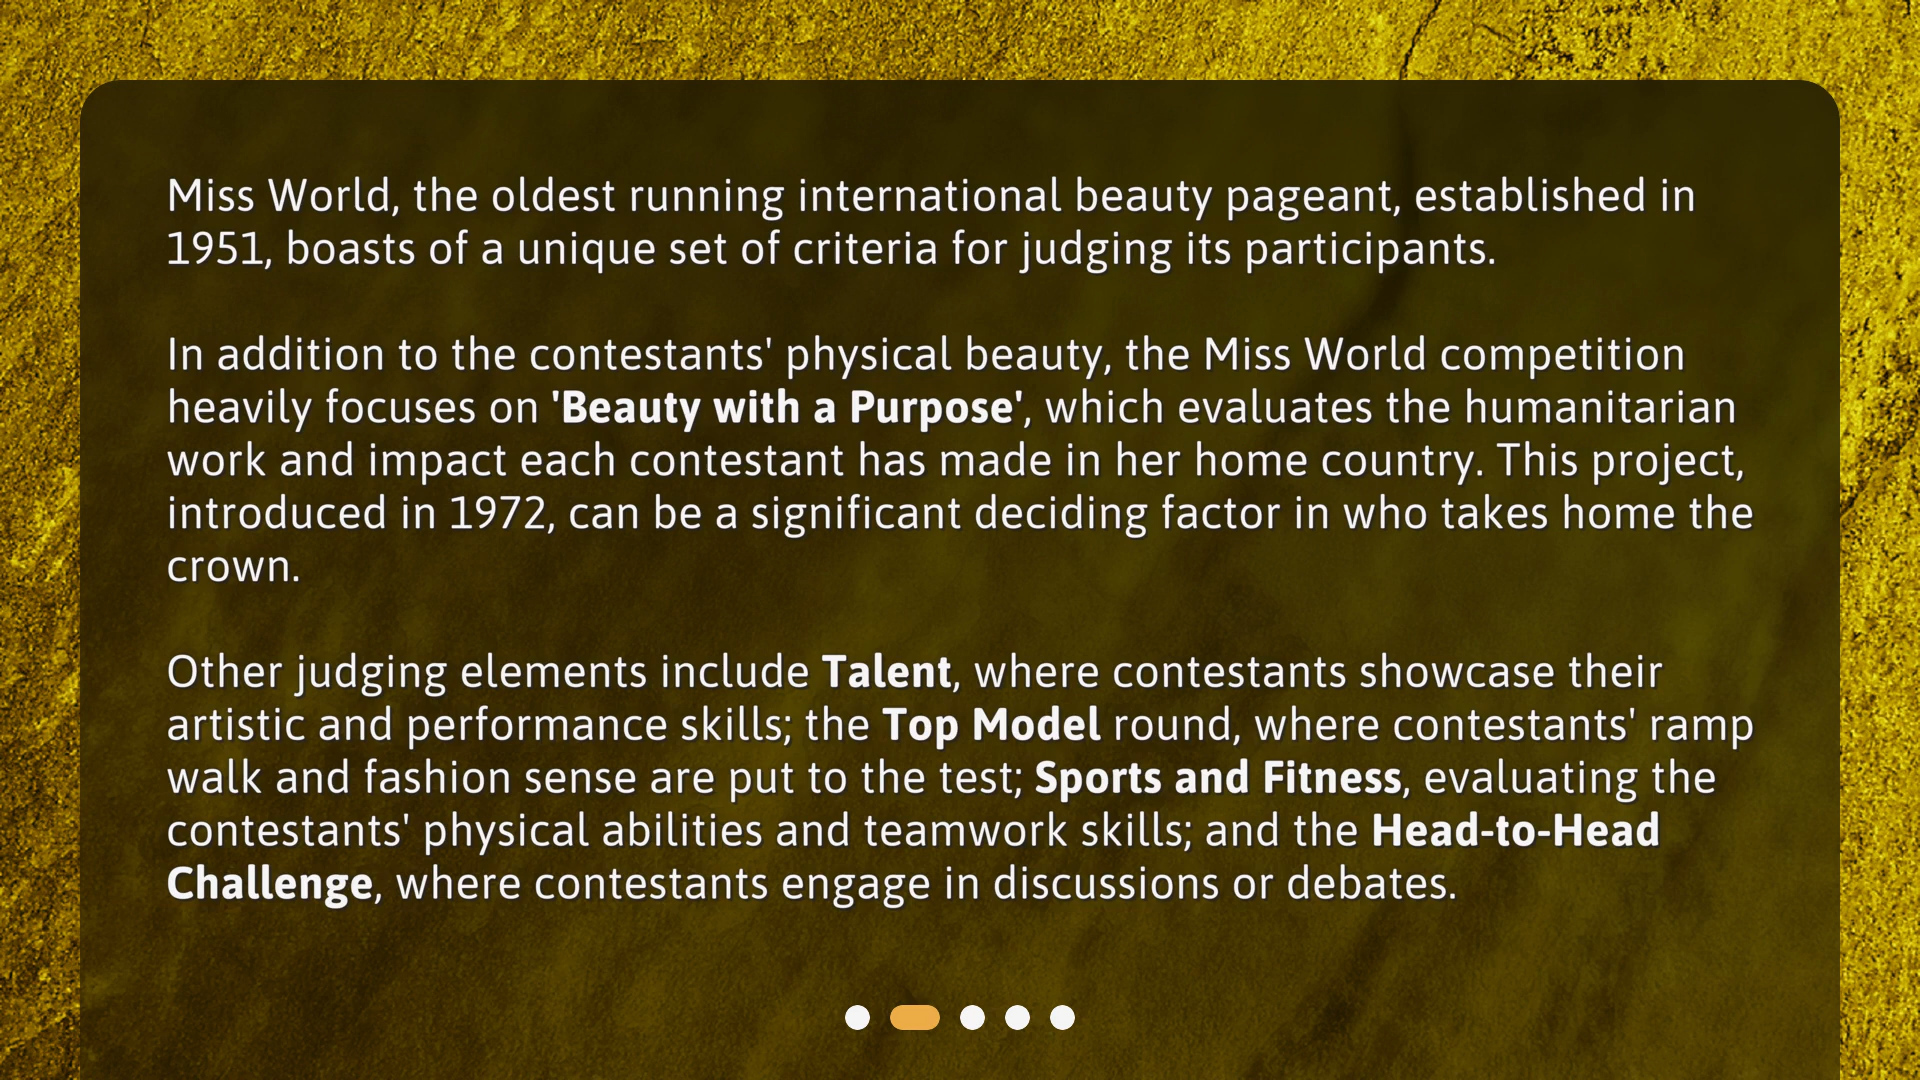 Miss World, the oldest running international beauty pageant, established in
1951, boasts of a unique set of criteria for judging its participants.
In addition to the contestants' physical beauty, the Miss World competition
heavily focuses on 'Beauty with a Purpose', which evaluates the humanitarian
work and impact each contestant has made in her home country. This project,
introduced in 1972, can be a significant deciding factor in who takes home the
crown.
Other judging elements include Talent, where contestants showcase their
artistic and performance skills; the Top Model round, where contestants' ramp
walk and fashion sense are put to the test; Sports and Fitness, evaluating the
contestants' physical abilities and teamwork skills; and the Head-to-Head
Challenge, where contestants engage in discussions or debates.